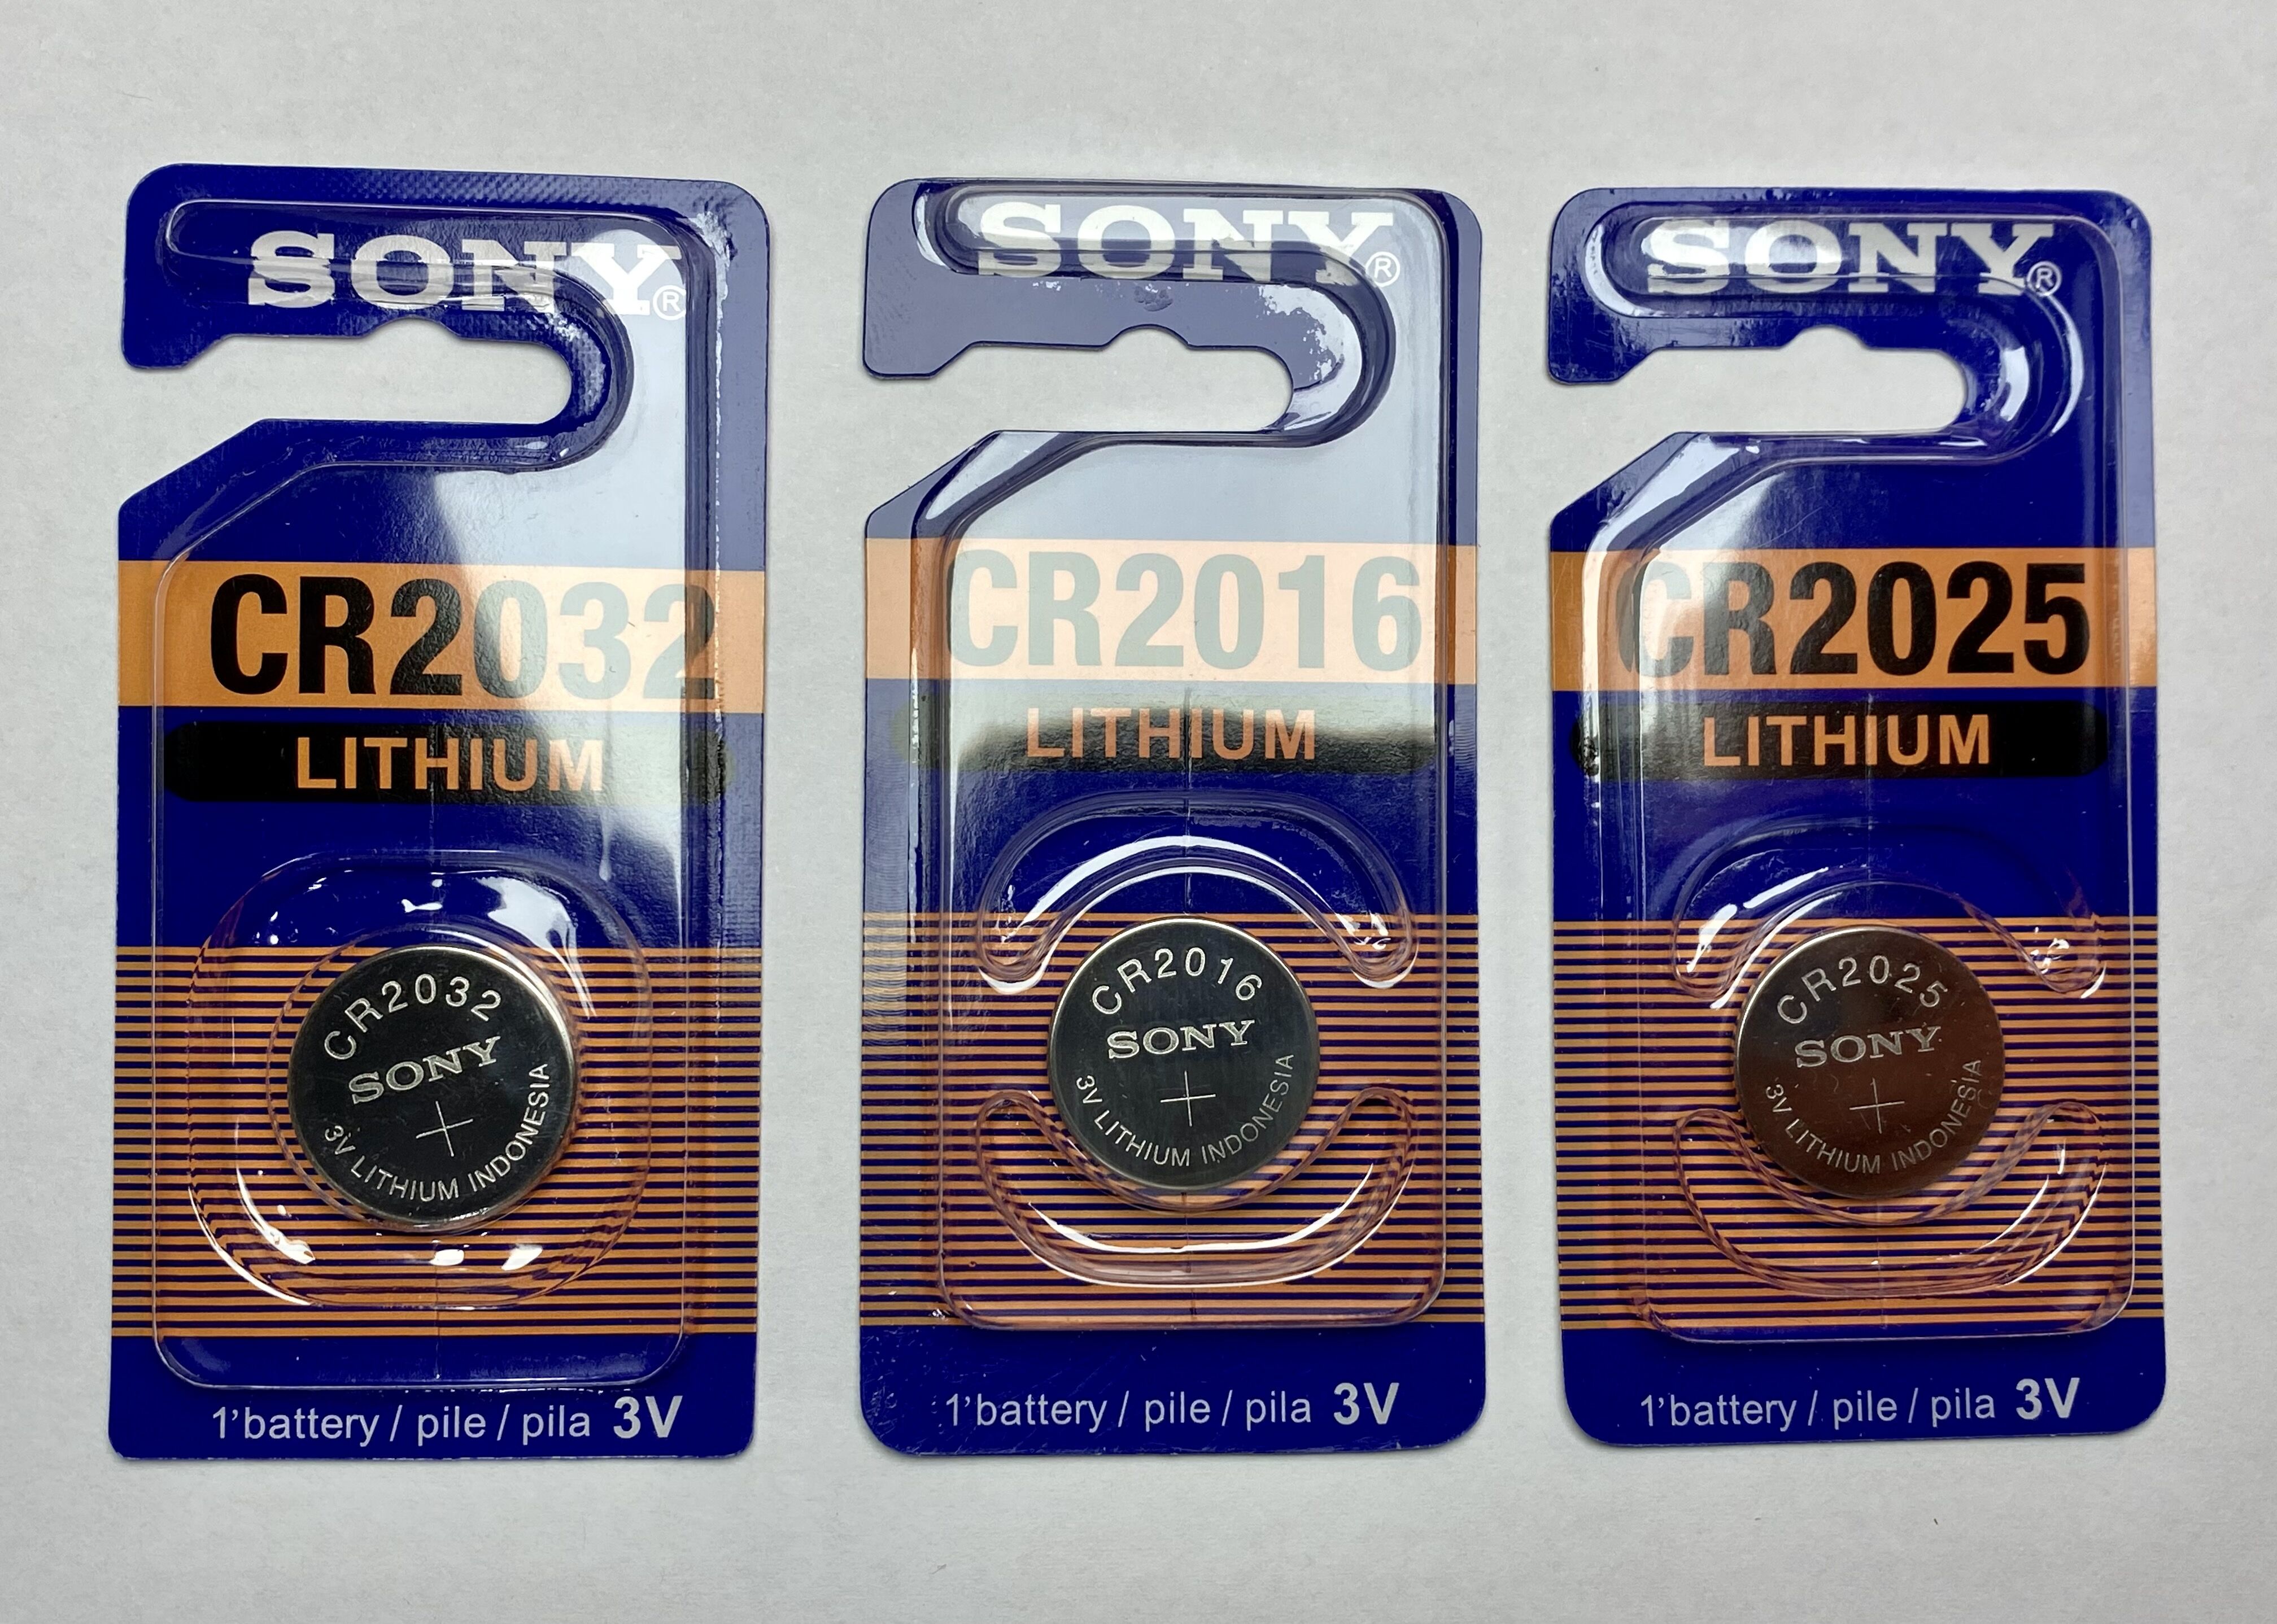 SONY®
CR2032
LITHIUM
CR2032
SONY
+
3V LITHIUM INDONESIA
1'battery / pile / pila 3V
SONY®
CR2016
LITHIUM
CR2016
SONY
+
3V LITHIUM INDONESIA
1'battery / pile / pila 3V
SONY®
CR2025
LITHIUM
CR2025
SONY
+
3V LITHIUM INDONESIA
1'battery / pile / pila 3V